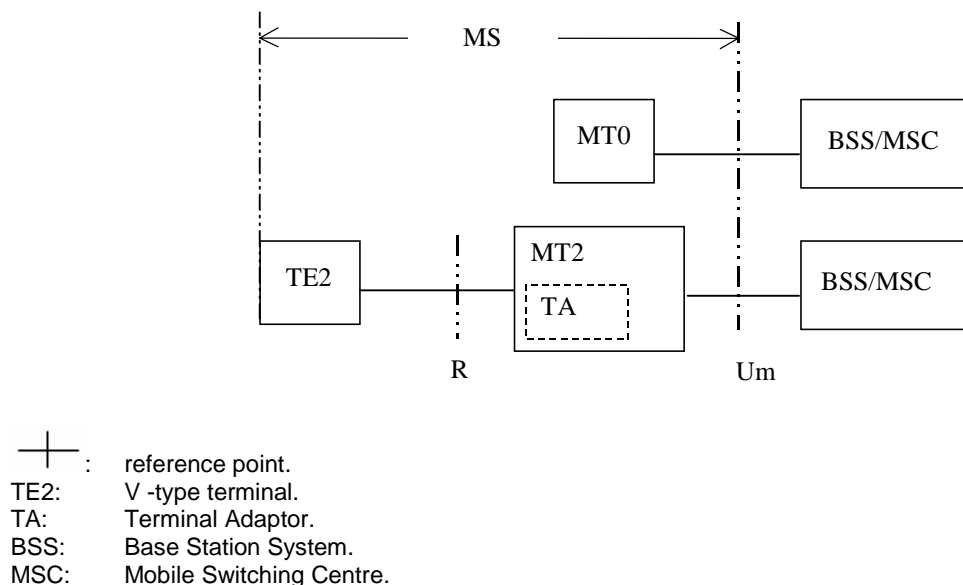 MS
MT0
BSS/MSC
MT2
TE2
TA
BSS/MSC
R
Um
: reference point.
TE2: V -type terminal.
TA: Terminal Adaptor.
BSS: Base Station System.
MSC: Mobile Switching Centre.